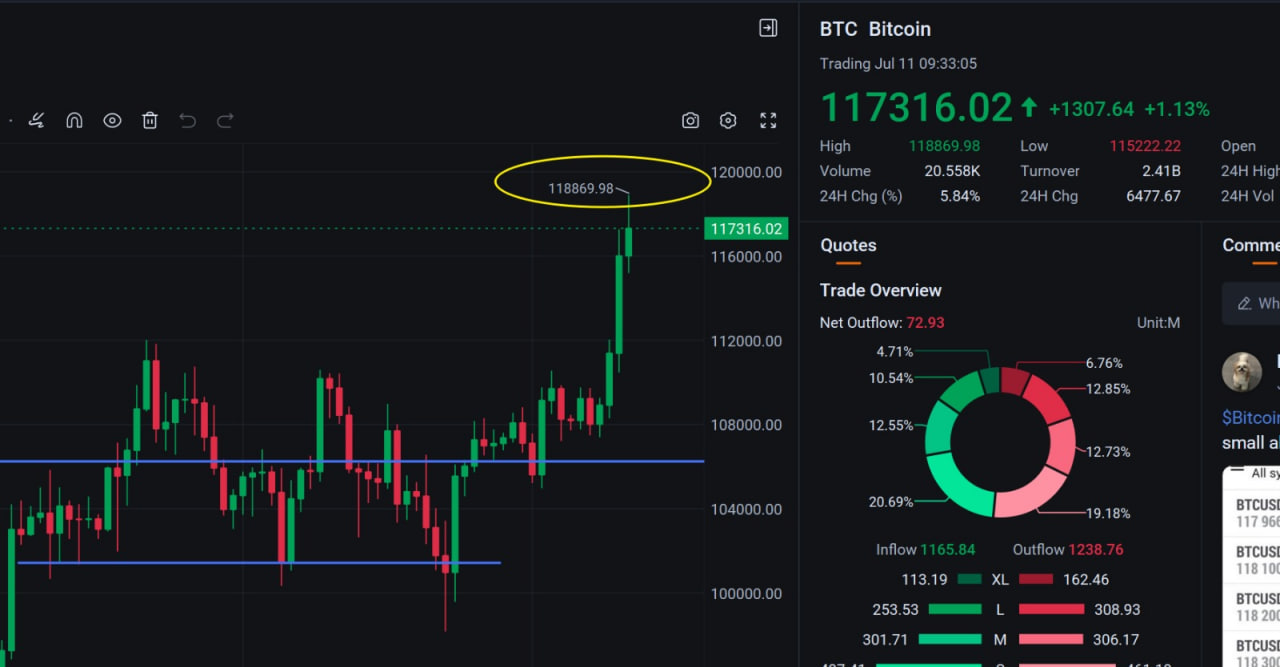 BTC Bitcoin
Trading Jul 11 09:33:05
117316.02 +1307.64 +1.13%
High 118869.98 Low 115222.22 Open
Volume 20.558K Turnover 2.41B 24H High
24H Chg (%) 5.84% 24H Chg 6477.67 24H Vol
118869.98
120000.00
117316.02
116000.00
112000.00
108000.00
104000.00
100000.00
Quotes
Trade Overview
Net Outflow: 72.93 Unit:M
4.71% 6.76%
10.54% 12.85%
12.55% 12.73%
20.69% 19.18%
Inflow 1165.84 Outflow 1238.76
113.19 XL 162.46
253.53 L 308.93
301.71 M 306.17
Comme
Wh
$Bitcoin
small a
All sy
BTCUSD
117 966
BTCUSD
118 100
BTCUSD
118 200
BTCUSD
118 300